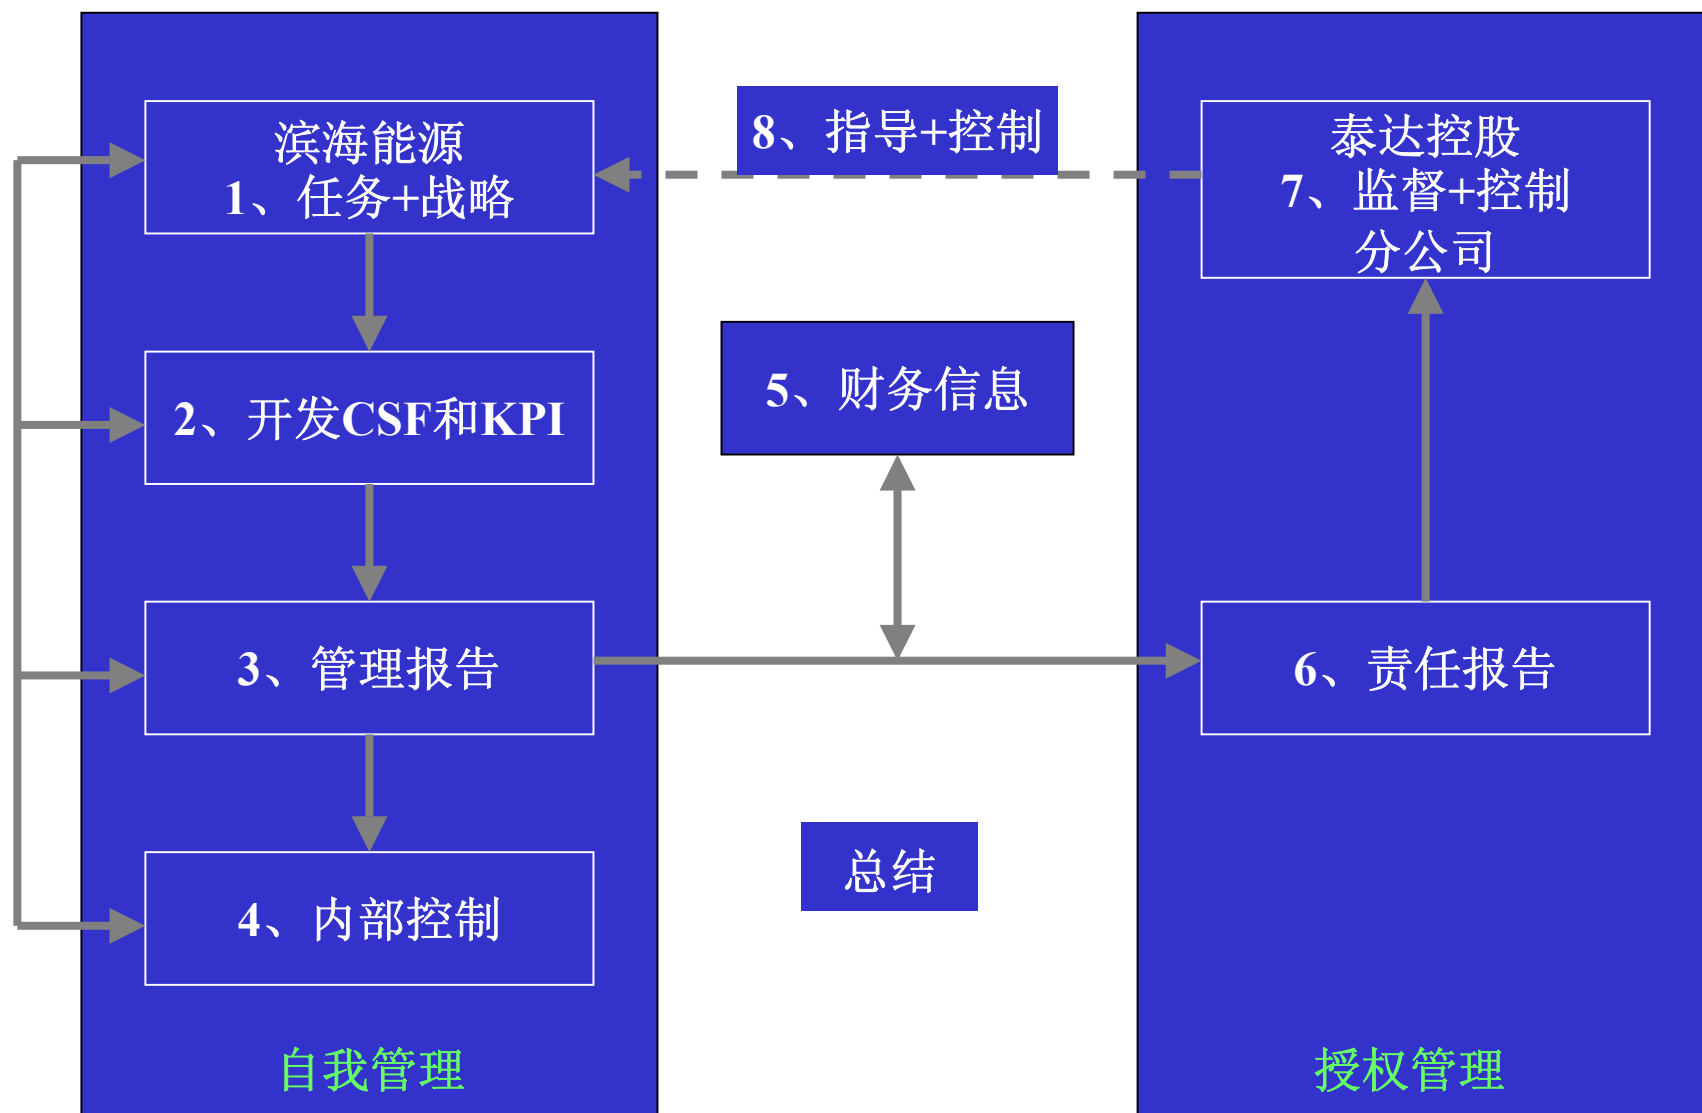 滨海能源
1、任务+战略
2、开发CSF和KPI
3、管理报告
4、内部控制
自我管理
8、指导+控制
5、财务信息
总结
泰达控股
7、监督+控制
分公司
6、责任报告
授权管理